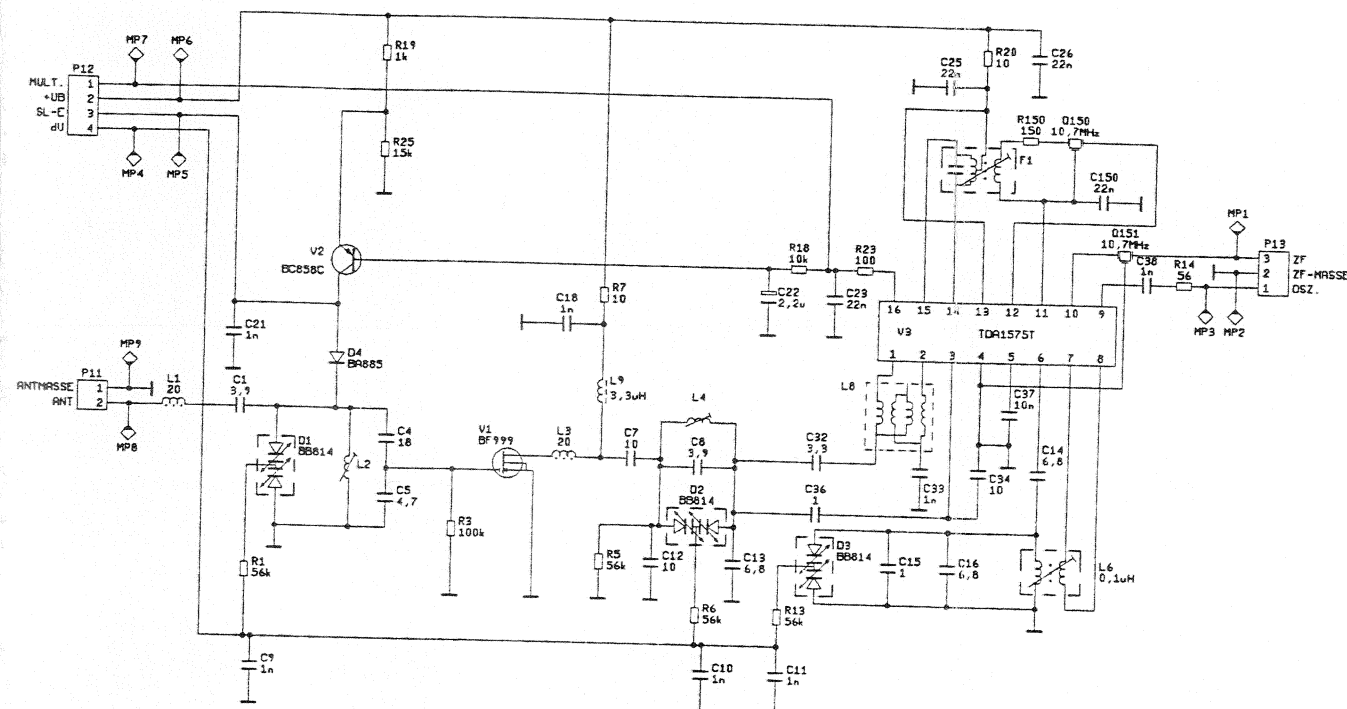 MP7
MP6
P12
MULT. 1
+UB 2
SL-E 3
dU 4
MP4
MP5
R19
1k
R25
15k
R20
10
C26
22n
C25
22n
R150
150
Q150
10,7MHz
F1
C150
22n
MP1
P13
3 ZF
2 ZF-MASSE
1 OSZ.
MP3
MP2
Q151
10,7MHz
C38
1n
R14
56
V2
BC858C
R7
10
C18
1n
R18
10k
R23
100
C22
2,2u
C23
22n
16 15 14 13 12 11 10 9
V3 TDA1575T
1 2 3 4 5 6 7 8
C21
1n
D4
BA885
MP9
P11
ANTMASSE 1
ANT 2
MP8
L1
20
C1
3,9
L9
3,3uH
L4
L8
C37
10n
D1
BB814
L2
C4
18
C5
4,7
V1
BF999
L3
20
C7
10
C8
3,9
C32
3,3
C33
1n
C34
10
C14
6,8
D2
BB814
C36
1
R3
100k
R1
56k
R5
56k
C12
10
C13
6,8
D3
BB814
C15
1
C16
6,8
L6
0,1uH
R6
56k
R13
56k
C9
1n
C10
1n
C11
1n